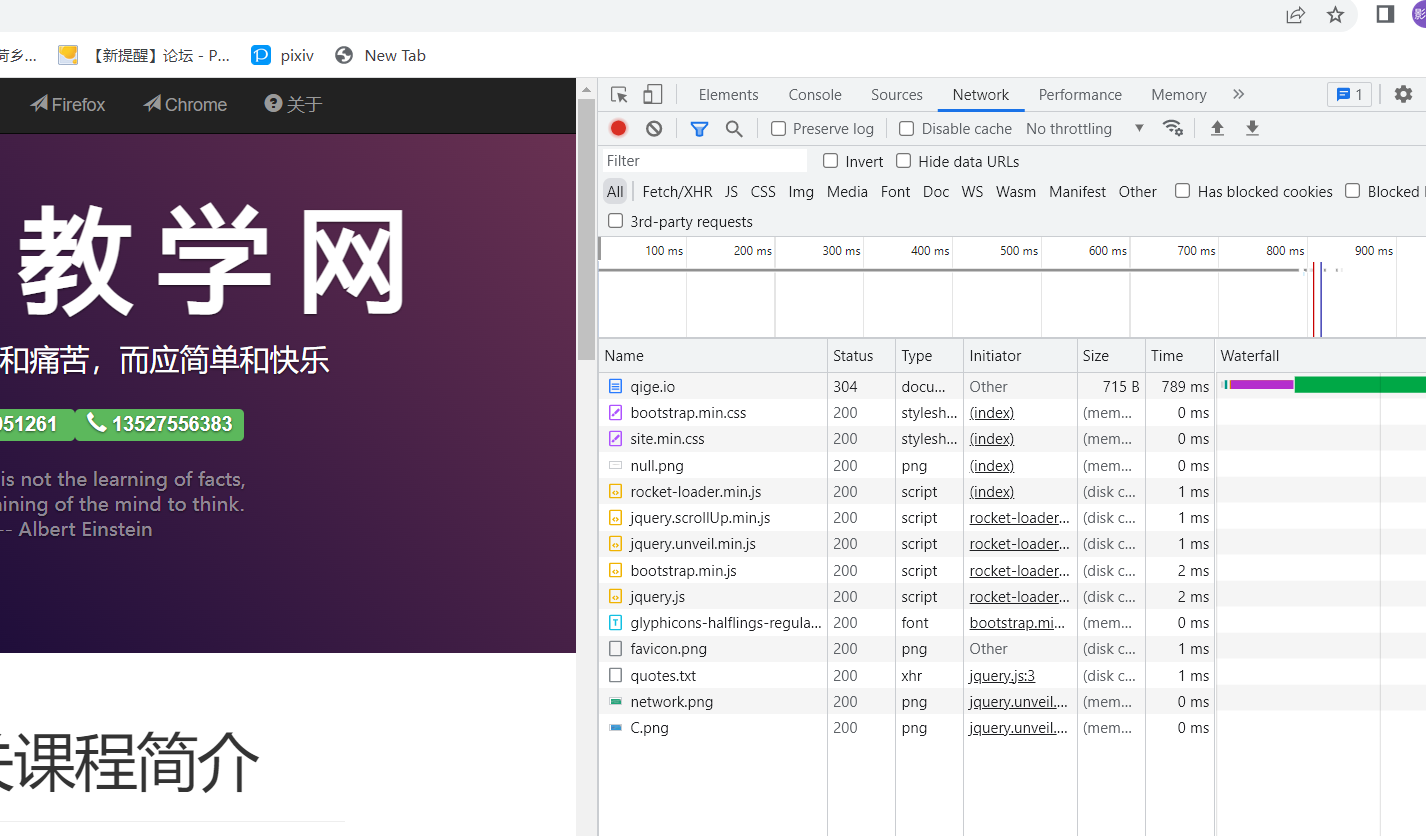 荷乡...
【新提醒】论坛 - P...
pixiv
New Tab
Firefox
Chrome
关于
教学网
和痛苦，而应简单和快乐
951261
13527556383
is not the learning of facts,
ining of the mind to think.
-- Albert Einstein
课程简介
Elements
Console
Sources
Network
Performance
Memory
1
Preserve log
Disable cache
No throttling
Filter
Invert
Hide data URLs
All
Fetch/XHR
JS
CSS
Img
Media
Font
Doc
WS
Wasm
Manifest
Other
Has blocked cookies
Blocked
3rd-party requests
100 ms
200 ms
300 ms
400 ms
500 ms
600 ms
700 ms
800 ms
900 ms
Name Status Type Initiator Size Time Waterfall
qige.io 304 docu... Other 715 B 789 ms
bootstrap.min.css 200 stylesh... (index) (mem... 0 ms
site.min.css 200 stylesh... (index) (mem... 0 ms
null.png 200 png (index) (mem... 0 ms
rocket-loader.min.js 200 script (index) (disk c... 1 ms
jquery.scrollUp.min.js 200 script rocket-loader... (disk c... 1 ms
jquery.unveil.min.js 200 script rocket-loader... (disk c... 1 ms
bootstrap.min.js 200 script rocket-loader... (disk c... 2 ms
jquery.js 200 script rocket-loader... (disk c... 2 ms
glyphicons-halflings-regula... 200 font bootstrap.mi... (mem... 0 ms
favicon.png 200 png Other (disk c... 1 ms
quotes.txt 200 xhr jquery.js:3 (disk c... 1 ms
network.png 200 png jquery.unveil.... (mem... 0 ms
C.png 200 png jquery.unveil.... (mem... 0 ms